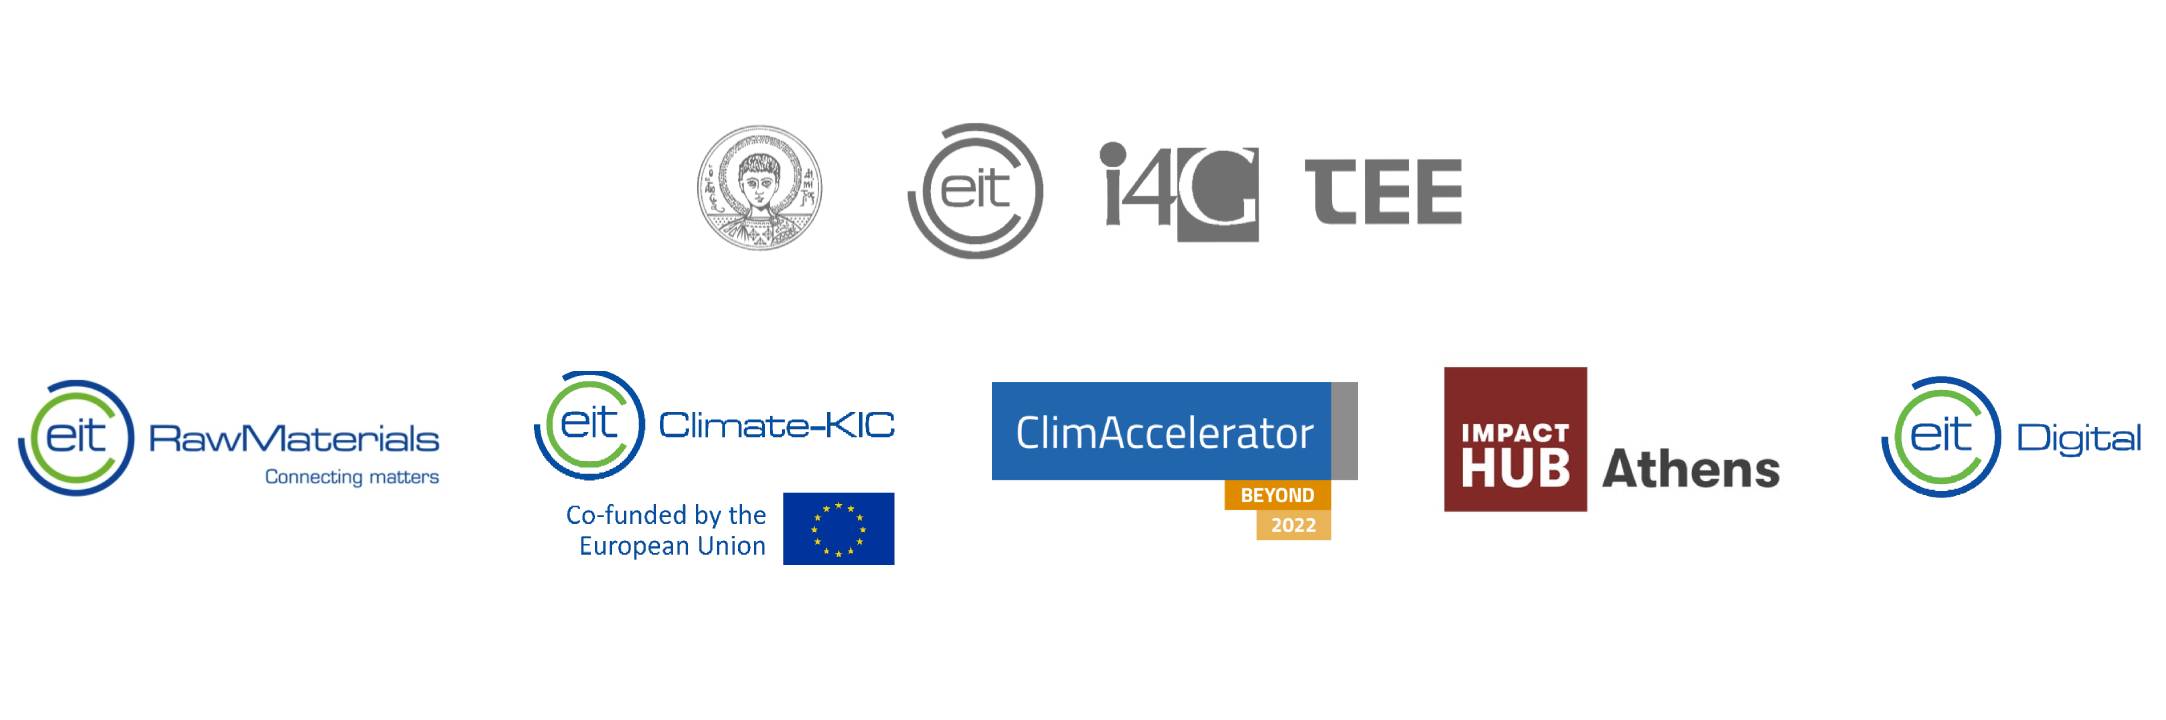 eit
i4G
TEE
eit RawMaterials
Connecting matters
eit Climate-KIC
Co-funded by the
European Union
ClimAccelerator
BEYOND
2022
IMPACT
HUB Athens
eit Digital